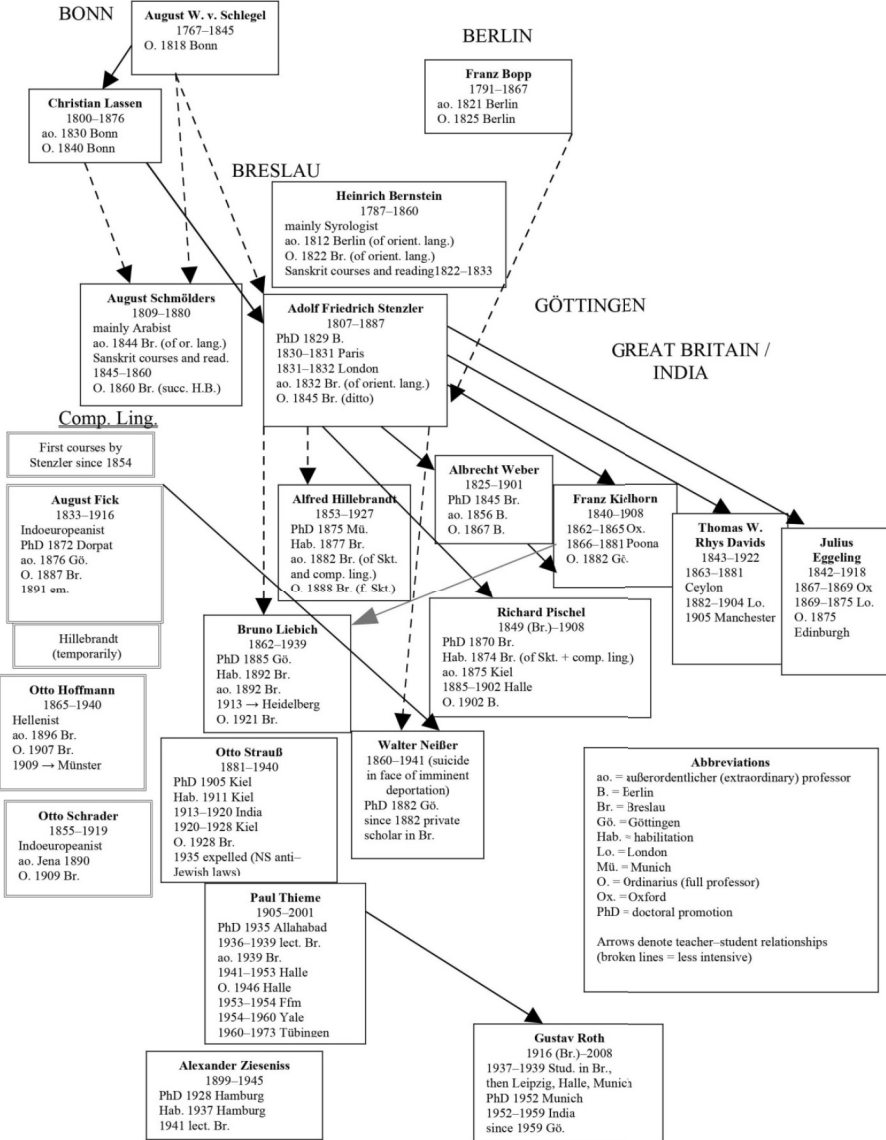 BONN
August W. v. Schlegel
1767–1845
O. 1818 Bonn
BERLIN
Franz Bopp
1791–1867
ao. 1821 Berlin
O. 1825 Berlin
Christian Lassen
1800–1876
ao. 1830 Bonn
O. 1840 Bonn
BRESLAU
Heinrich Bernstein
1787–1860
mainly Syrologist
ao. 1812 Berlin (of orient. lang.)
O. 1822 Br. (of orient. lang.)
Sanskrit courses and reading1822–1833
August Schmölders
1809–1880
mainly Arabist
ao. 1844 Br. (of or. lang.)
Sanskrit courses and read.
1845–1860
O. 1860 Br. (succ. H.B.)
Adolf Friedrich Stenzler
1807–1887
PhD 1829 B.
1830–1831 Paris
1831–1832 London
ao. 1832 Br. (of orient. lang.)
O. 1845 Br. (ditto)
GÖTTINGEN
GREAT BRITAIN /
INDIA
Comp. Ling.
First courses by
Stenzler since 1854
August Fick
1833–1916
Indoeuropeanist
PhD 1872 Dorpat
ao. 1876 Gö.
O. 1887 Br.
1891 em.
Alfred Hillebrandt
1853–1927
PhD 1875 Mü.
Hab. 1877 Br.
ao. 1882 Br. (of Skt.
and comp. ling.)
O. 1888 Br. (f. Skt.)
Albrecht Weber
1825–1901
PhD 1845 Br.
ao. 1856 B.
O. 1867 B.
Franz Kielhorn
1840–1908
1862–1865 Ox.
1866–1881 Poona
O. 1882 Gö.
Thomas W.
Rhys Davids
1843–1922
1863–1881
Ceylon
1882–1904 Lo.
1905 Manchester
Julius
Eggeling
1842–1918
1867–1869 Ox
1869–1875 Lo.
O. 1875
Edinburgh
Hillebrandt
(temporarily)
Bruno Liebich
1862–1939
PhD 1885 Gö.
Hab. 1892 Br.
ao. 1892 Br.
1913 → Heidelberg
O. 1921 Br.
Richard Pischel
1849 (Br.)–1908
PhD 1870 Br.
Hab. 1874 Br. (of Skt. + comp. ling.)
ao. 1875 Kiel
1885–1902 Halle
O. 1902 B.
Otto Hoffmann
1865–1940
Hellenist
ao. 1896 Br.
O. 1907 Br.
1909 → Münster
Otto Strauß
1881–1940
PhD 1905 Kiel
Hab. 1911 Kiel
1913–1920 India
1920–1928 Kiel
O. 1928 Br.
1935 expelled (NS anti–
Jewish laws)
Walter Neißer
1860–1941 (suicide
in face of imminent
deportation)
PhD 1882 Gö.
since 1882 private
scholar in Br.
Otto Schrader
1855–1919
Indoeuropeanist
ao. Jena 1890
O. 1909 Br.
Abbreviations
ao. = außerordentlicher (extraordinary) professor
B. = Berlin
Br. = Breslau
Gö. = Göttingen
Hab. = habilitation
Lo. = London
Mü. = Munich
O. = Ordinarius (full professor)
Ox. = Oxford
PhD = doctoral promotion
Arrows denote teacher–student relationships
(broken lines = less intensive)
Paul Thieme
1905–2001
PhD 1935 Allahabad
1936–1939 lect. Br.
ao. 1939 Br.
1941–1953 Halle
O. 1946 Halle
1953–1954 Ffm
1954–1960 Yale
1960–1973 Tübingen
Gustav Roth
1916 (Br.)–2008
1937–1939 Stud. in Br.,
then Leipzig, Halle, Munich
PhD 1952 Munich
1952–1959 India
since 1959 Gö.
Alexander Zieseniss
1899–1945
PhD 1928 Hamburg
Hab. 1937 Hamburg
1941 lect. Br.